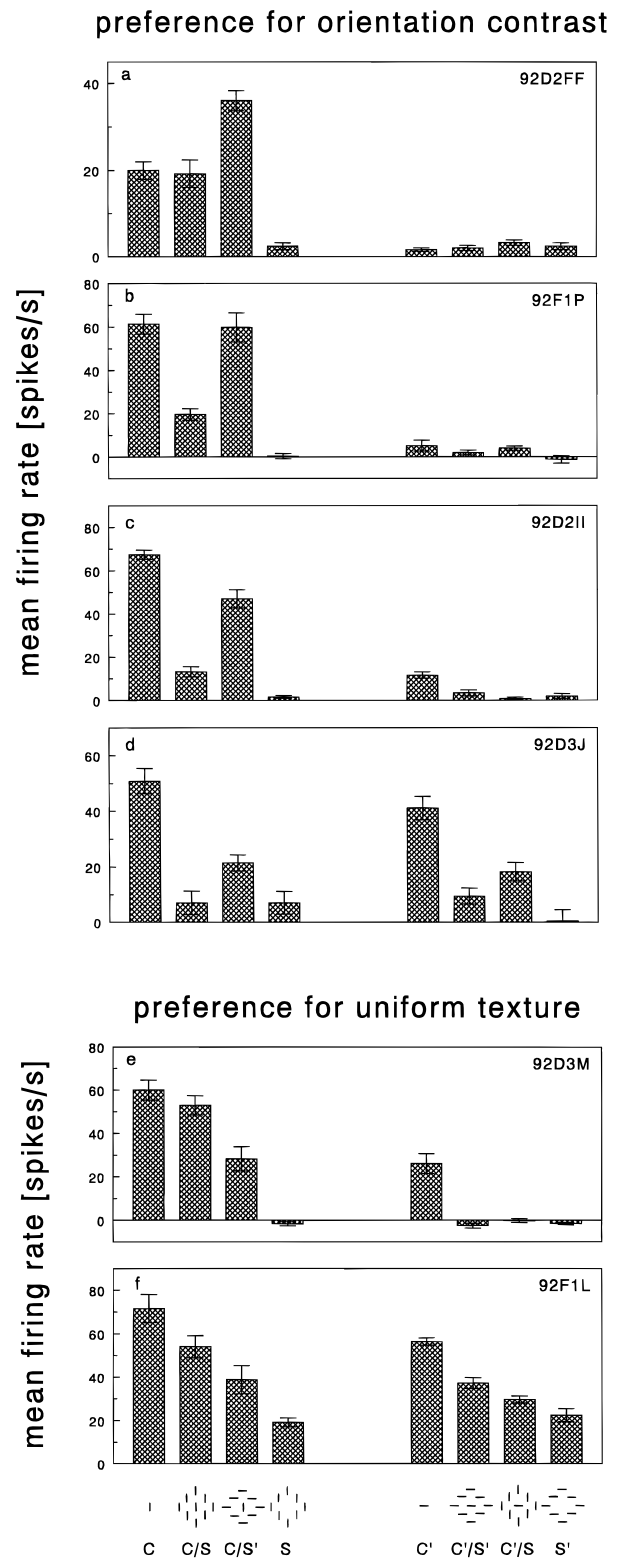 preference for orientation contrast
mean firing rate [spikes/s]
a
92D2FF
40
20
0
b
92F1P
80
60
40
20
0
c
92D2II
80
60
40
20
0
d
92D3J
60
40
20
0
preference for uniform texture
mean firing rate [spikes/s]
e
92D3M
80
60
40
20
0
f
92F1L
80
60
40
20
0
C C/S C/S' S C' C'/S' C'/S S'